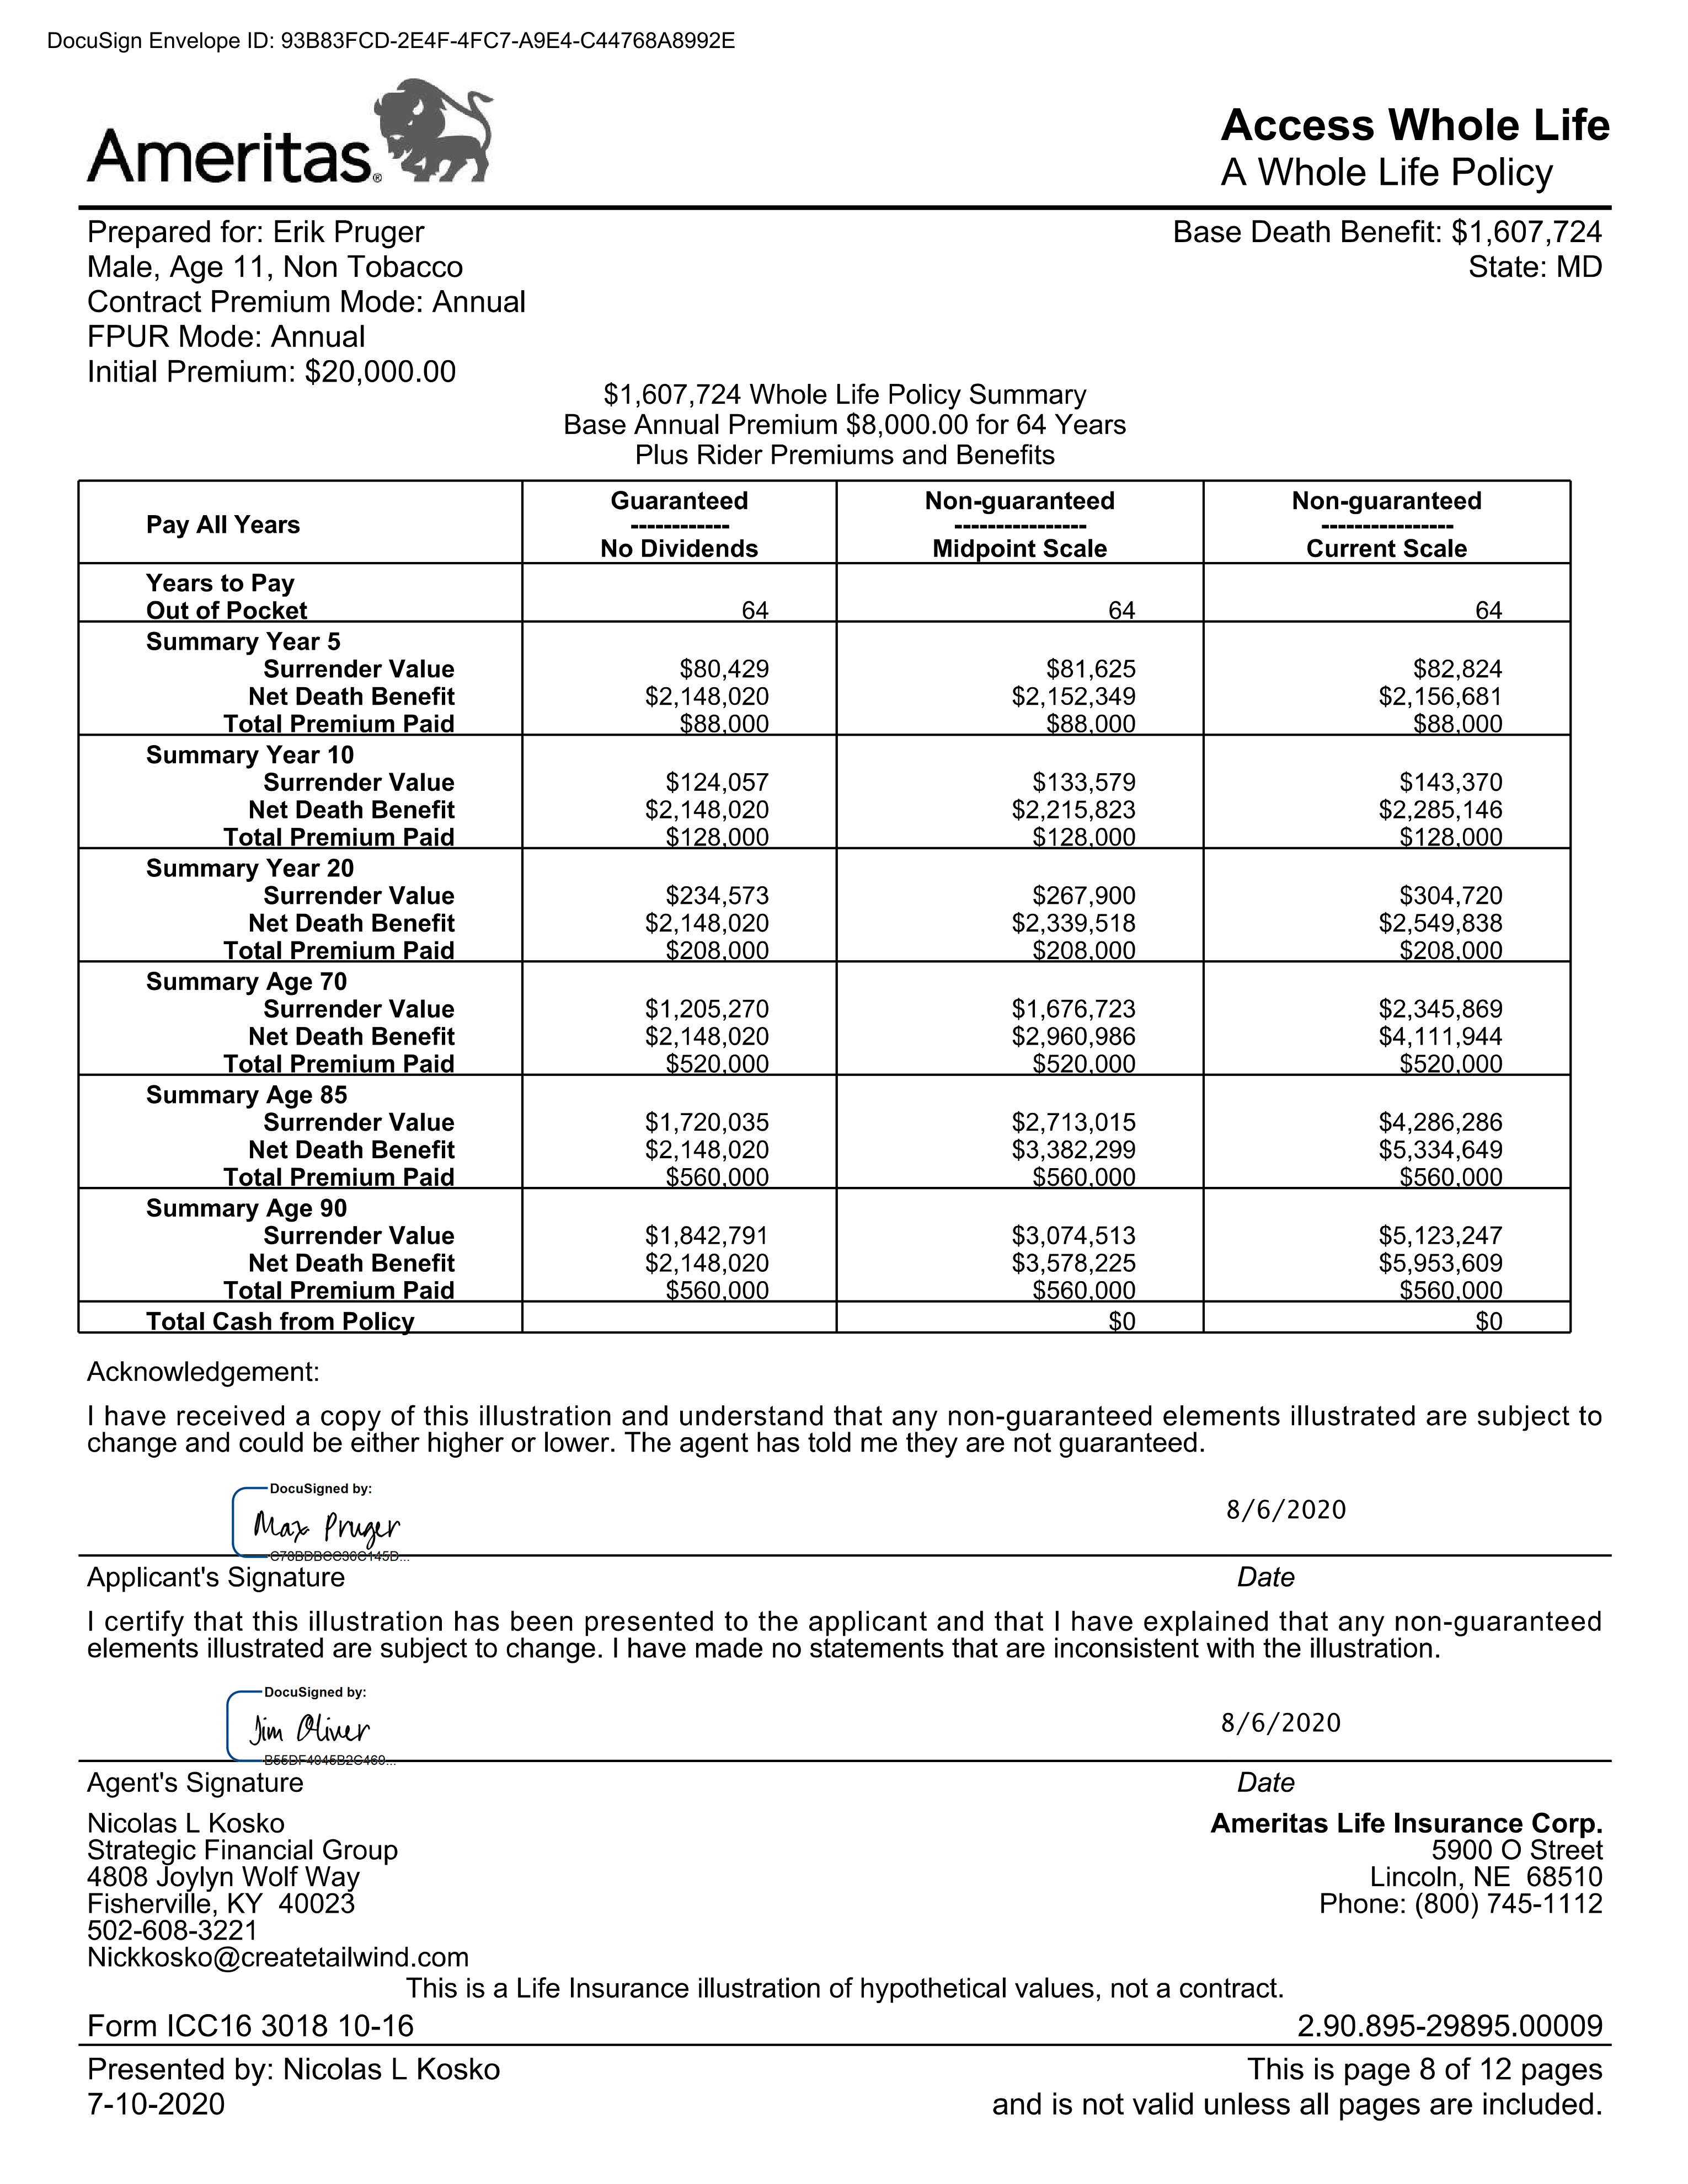 DocuSign Envelope ID: 93B83FCD-2E4F-4FC7-A9E4-C44768A8992E
Ameritas®
Access Whole Life
A Whole Life Policy
Prepared for: Erik Pruger
Base Death Benefit: $1,607,724
Male, Age 11, Non Tobacco
State: MD
Contract Premium Mode: Annual
FPUR Mode: Annual
Initial Premium: $20,000.00
$1,607,724 Whole Life Policy Summary
Base Annual Premium $8,000.00 for 64 Years
Plus Rider Premiums and Benefits
Pay All Years
Guaranteed ------------ No Dividends
Non-guaranteed ---------------- Midpoint Scale
Non-guaranteed ---------------- Current Scale
Years to Pay
Out of Pocket 64 64 64
Summary Year 5
Surrender Value $80,429 $81,625 $82,824
Net Death Benefit $2,148,020 $2,152,349 $2,156,681
Total Premium Paid $88,000 $88,000 $88,000
Summary Year 10
Surrender Value $124,057 $133,579 $143,370
Net Death Benefit $2,148,020 $2,215,823 $2,285,146
Total Premium Paid $128,000 $128,000 $128,000
Summary Year 20
Surrender Value $234,573 $267,900 $304,720
Net Death Benefit $2,148,020 $2,339,518 $2,549,838
Total Premium Paid $208,000 $208,000 $208,000
Summary Age 70
Surrender Value $1,205,270 $1,676,723 $2,345,869
Net Death Benefit $2,148,020 $2,960,986 $4,111,944
Total Premium Paid $520,000 $520,000 $520,000
Summary Age 85
Surrender Value $1,720,035 $2,713,015 $4,286,286
Net Death Benefit $2,148,020 $3,382,299 $5,334,649
Total Premium Paid $560,000 $560,000 $560,000
Summary Age 90
Surrender Value $1,842,791 $3,074,513 $5,123,247
Net Death Benefit $2,148,020 $3,578,225 $5,953,609
Total Premium Paid $560,000 $560,000 $560,000
Total Cash from Policy $0 $0
Acknowledgement:
I have received a copy of this illustration and understand that any non-guaranteed elements illustrated are subject to
change and could be either higher or lower. The agent has told me they are not guaranteed.
DocuSigned by:
Max Pruger
8/6/2020
Applicant's Signature Date
I certify that this illustration has been presented to the applicant and that I have explained that any non-guaranteed
elements illustrated are subject to change. I have made no statements that are inconsistent with the illustration.
DocuSigned by:
Jim Oliver
8/6/2020
Agent's Signature Date
Nicolas L Kosko
Ameritas Life Insurance Corp.
Strategic Financial Group
5900 O Street
4808 Joylyn Wolf Way
Lincoln, NE 68510
Fisherville, KY 40023
Phone: (800) 745-1112
502-608-3221
Nickkosko@createtailwind.com
This is a Life Insurance illustration of hypothetical values, not a contract.
Form ICC16 3018 10-16
2.90.895-29895.00009
Presented by: Nicolas L Kosko
This is page 8 of 12 pages
7-10-2020
and is not valid unless all pages are included.